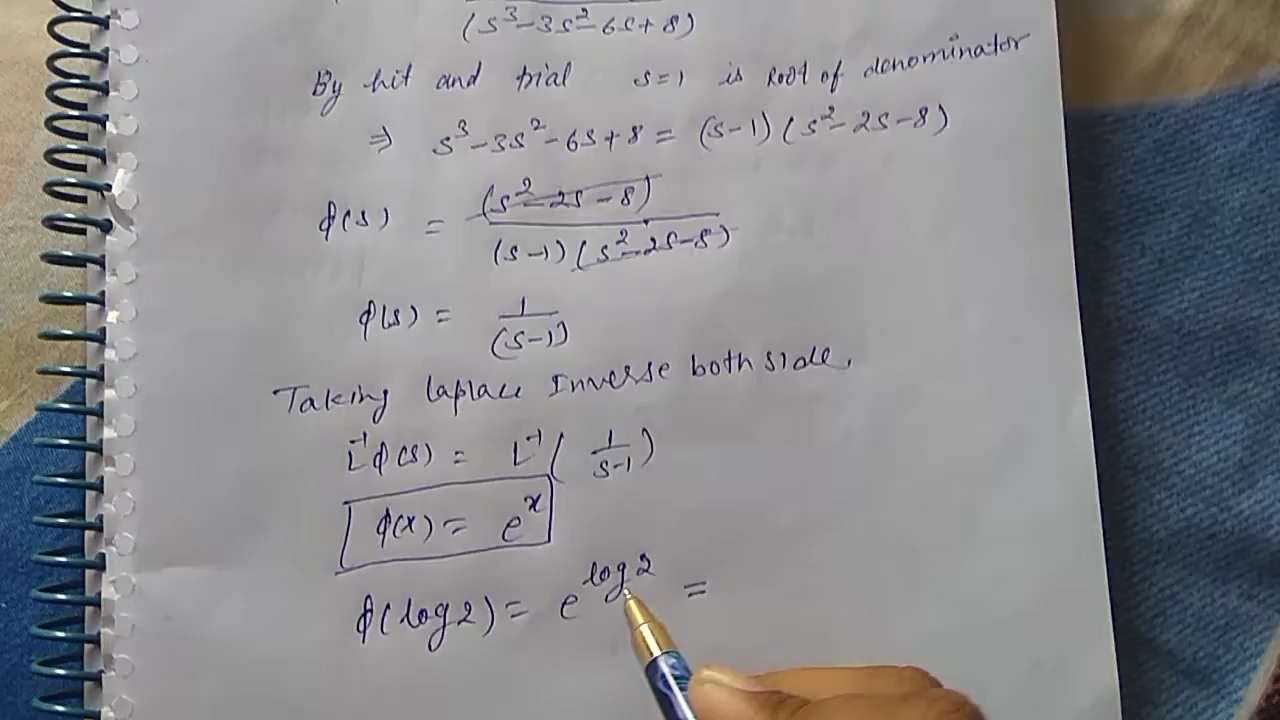 (s³-3s²-6s+8)
By hit and trial s=1 is root of denominator
⇒ s³-3s²-6s+8 = (s-1)(s²-2s-8)
ϕ(s) = (s²-2s-8) / (s-1)(s²-2s-8)
ϕ(s) = 1/(s-1)
Taking laplace Inverse both side,
L⁻¹ϕ(s) = L⁻¹(1/s-1)
ϕ(x) = eˣ
ϕ(log2) = e^log2 =